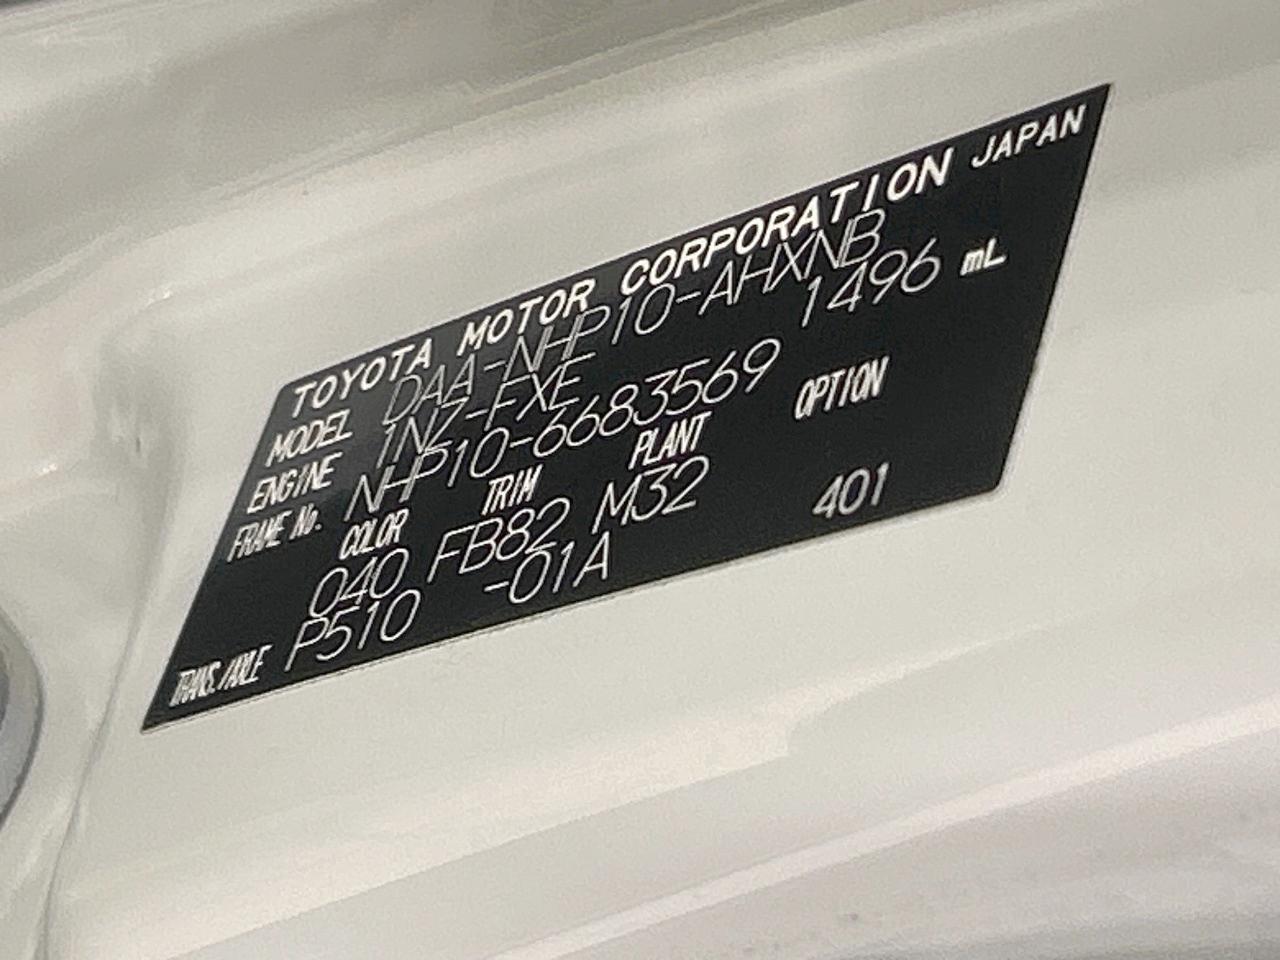 TOYOTA MOTOR CORPORATION JAPAN
MODEL DAA-NHP10-AHXNB
ENGINE 1NZ-FXE 1496 mL
FRAME No. NHP10-6683569
COLOR TRIM PLANT OPTION
040 FB82 M32 401
TRANS./AXLE P510 -01A